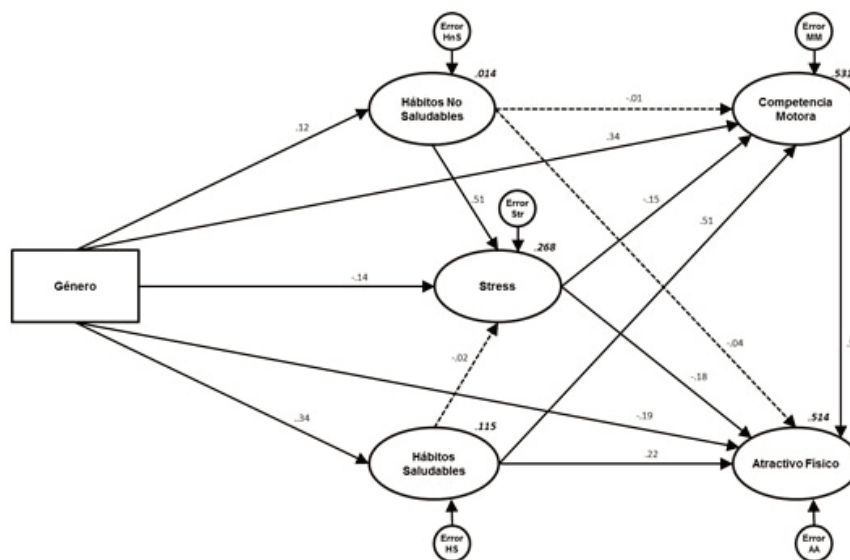 Error
HnS
Error
MM
.014
.531
Hábitos No
Saludables
-.01
Competencia
Motora
.12
.34
.51
Error
Str
-.15
.51
.268
Género
-.14
Stress
-.02
-.04
-.18
.34
-.19
.115
.514
Hábitos
Saludables
.22
Atractivo Físico
Error
HS
Error
AA